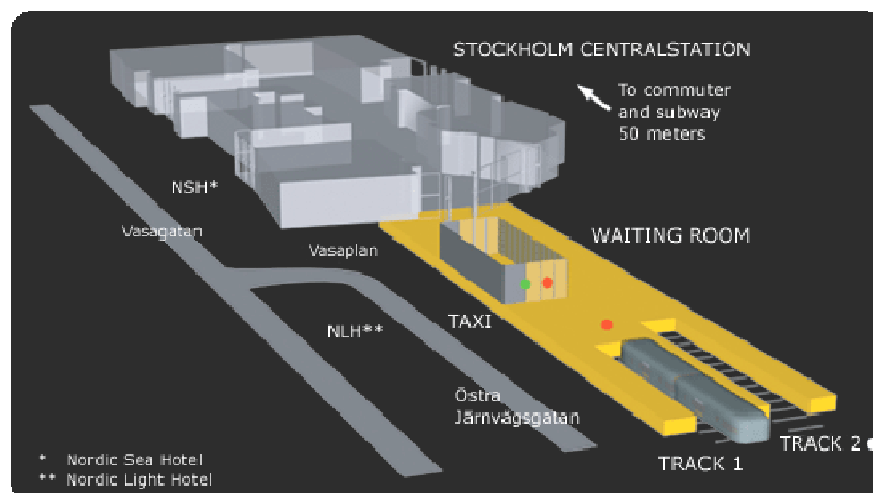 STOCKHOLM CENTRALSTATION
To commuter
and subway
50 meters
NSH*
Vasagatan
Vasaplan
WAITING ROOM
TAXI
NLH**
Östra
Järnvägsgatan
TRACK 2
TRACK 1
* Nordic Sea Hotel
** Nordic Light Hotel